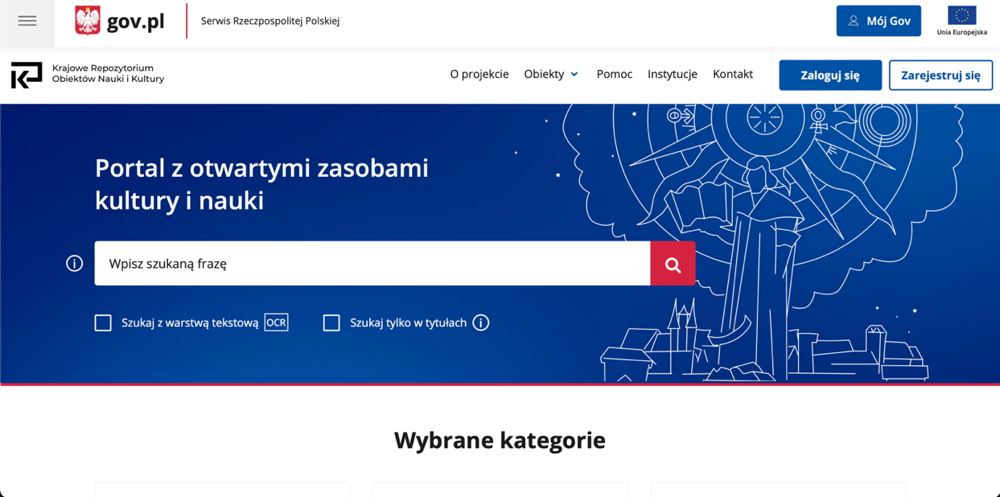 gov.pl
Serwis Rzeczpospolitej Polskiej
Mój Gov
Unia Europejska
Krajowe Repozytorium
Obiektów Nauki i Kultury
O projekcie
Obiekty
Pomoc
Instytucje
Kontakt
Zaloguj się
Zarejestruj się
Portal z otwartymi zasobami
kultury i nauki
Wpisz szukaną frazę
Szukaj z warstwą tekstową OCR
Szukaj tylko w tytułach
Wybrane kategorie